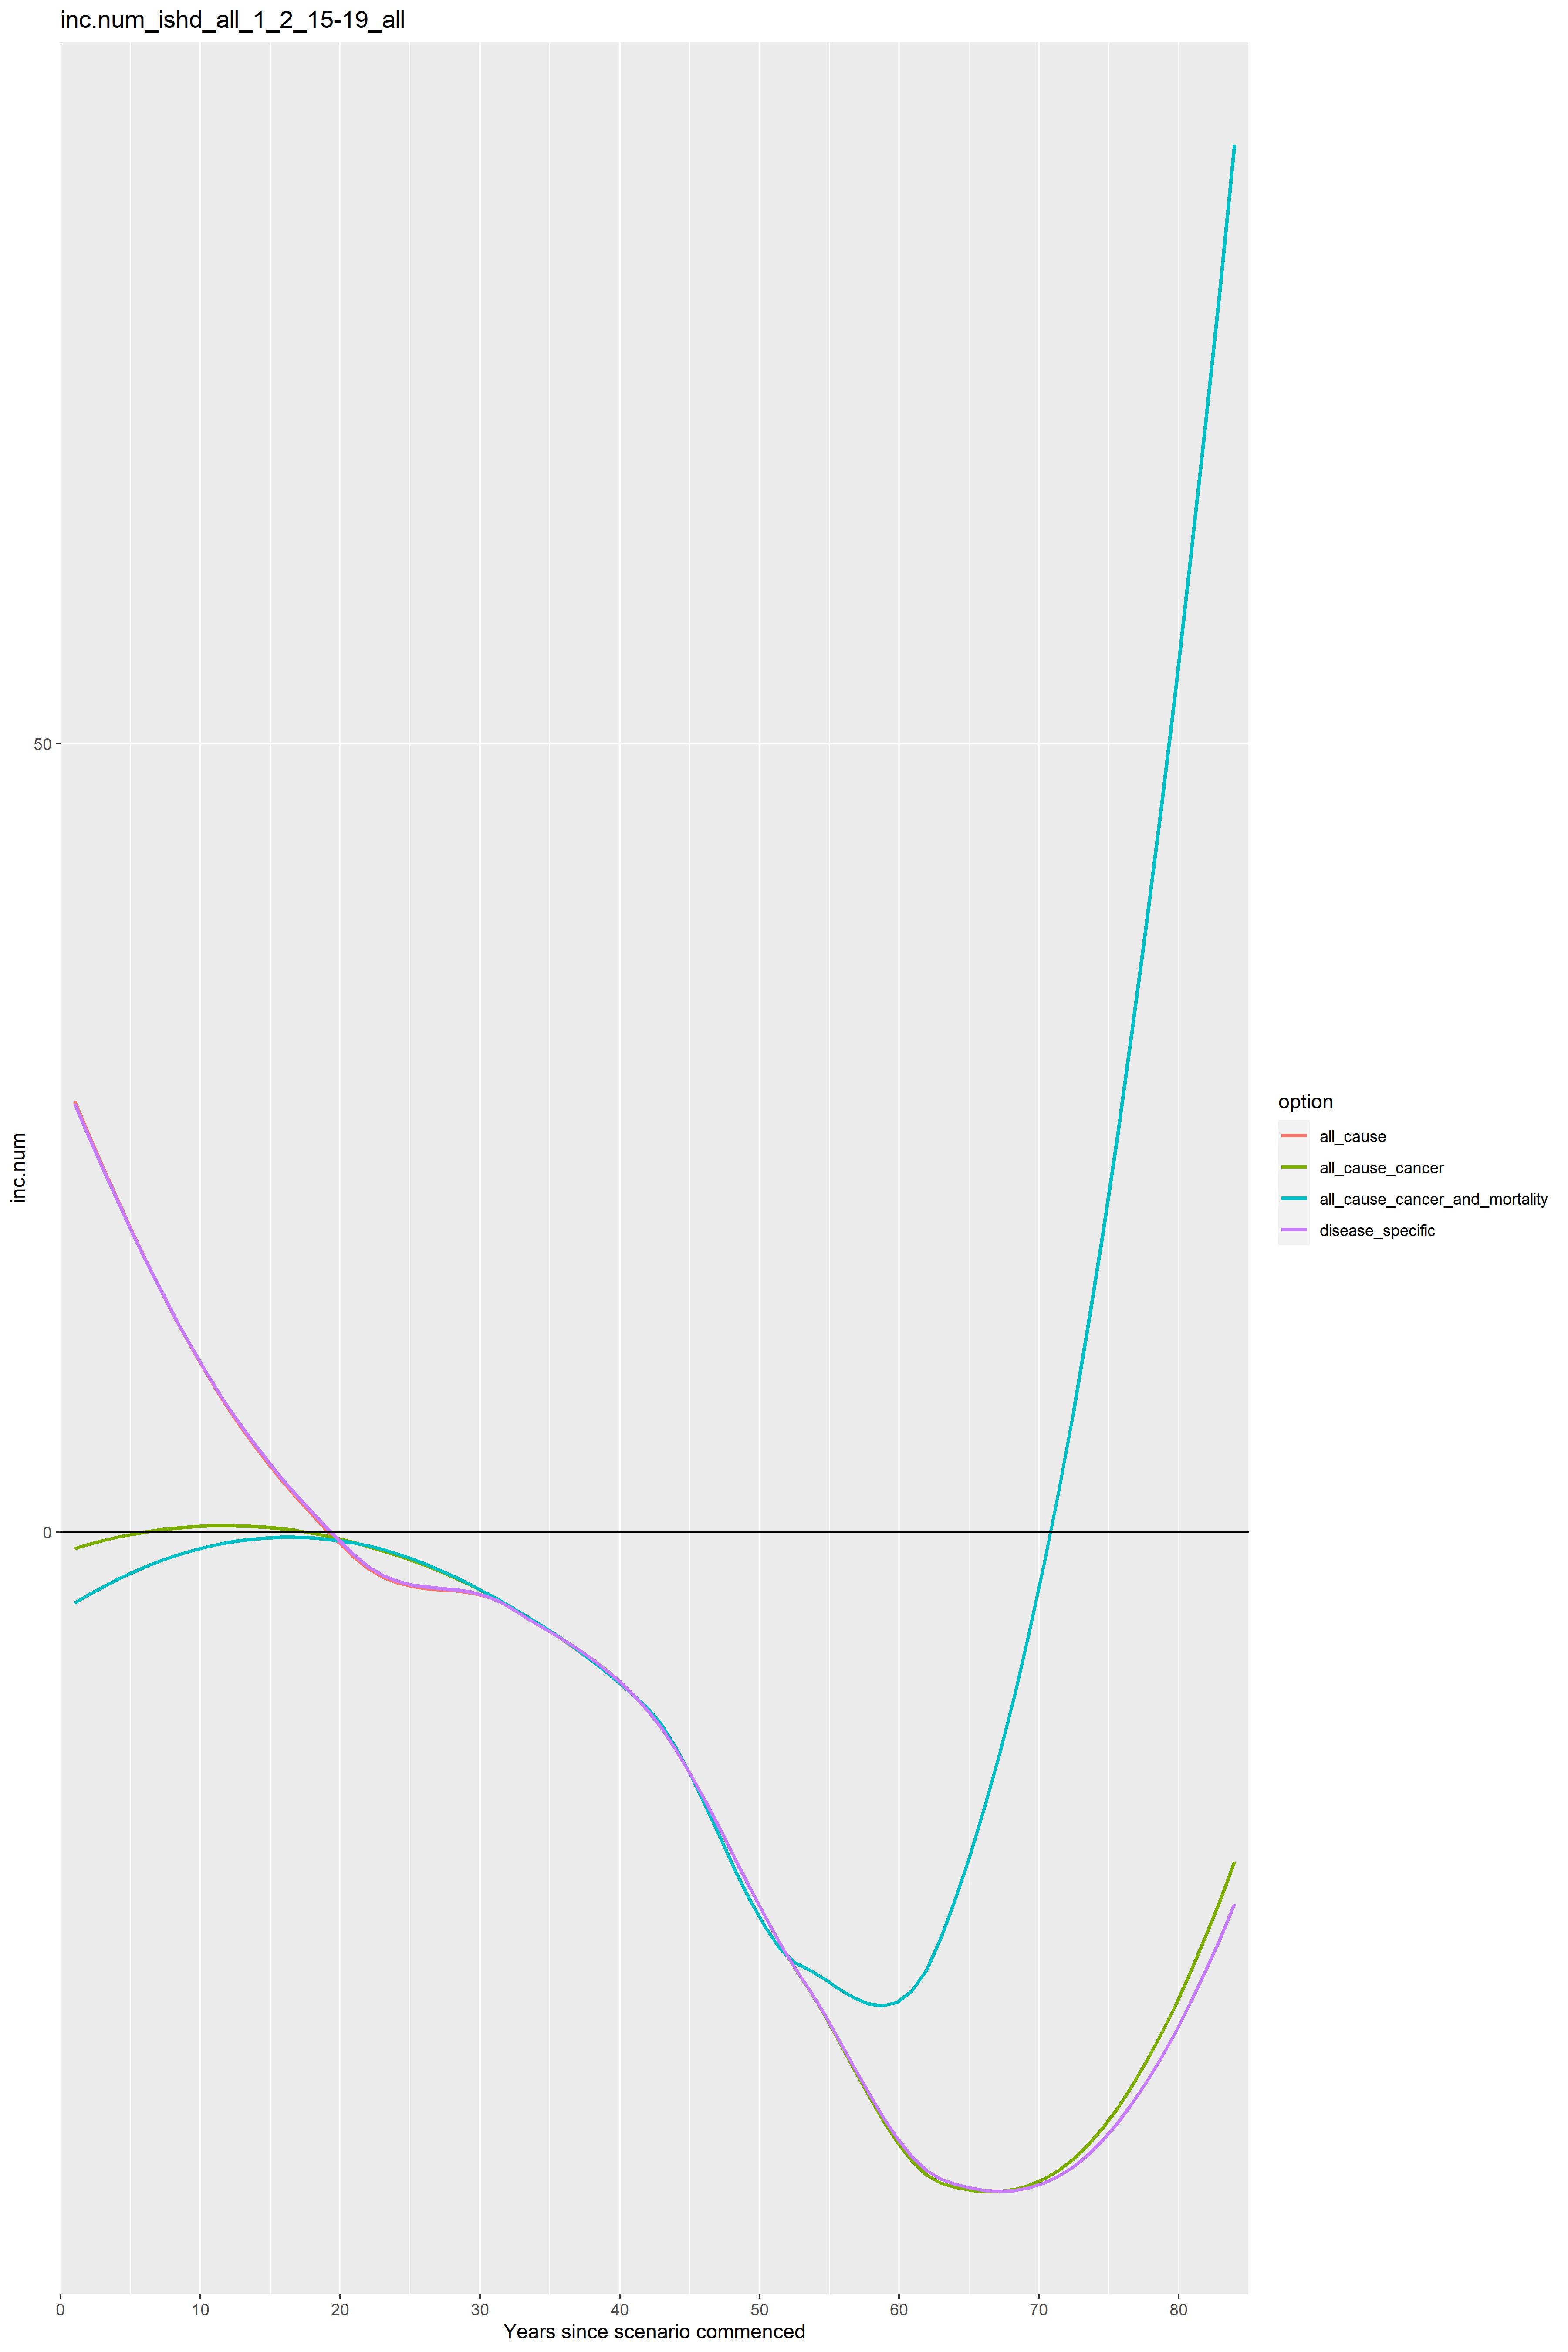 inc.num_ishd_all_1_2_15-19_all
50
0
inc.num
0 10 20 30 40 50 60 70 80
Years since scenario commenced
option
all_cause
all_cause_cancer
all_cause_cancer_and_mortality
disease_specific